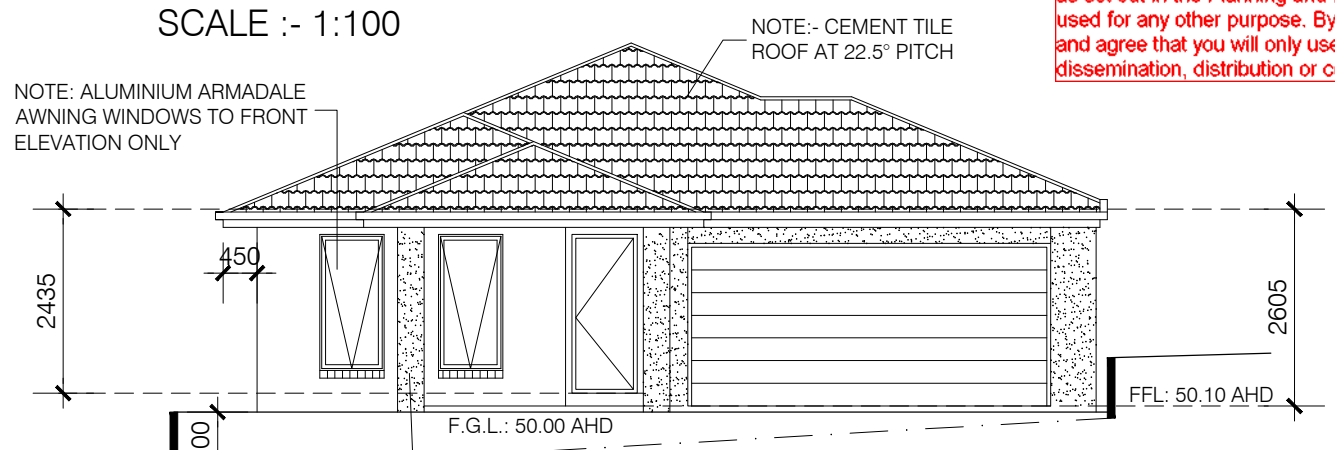 SCALE :- 1:100
used for any other purpose. By
and agree that you will only use
dissemination, distribution or c
NOTE:- CEMENT TILE
ROOF AT 22.5° PITCH
NOTE: ALUMINIUM ARMADALE
AWNING WINDOWS TO FRONT
ELEVATION ONLY
450
2435
2605
FFL: 50.10 AHD
F.G.L.: 50.00 AHD
00